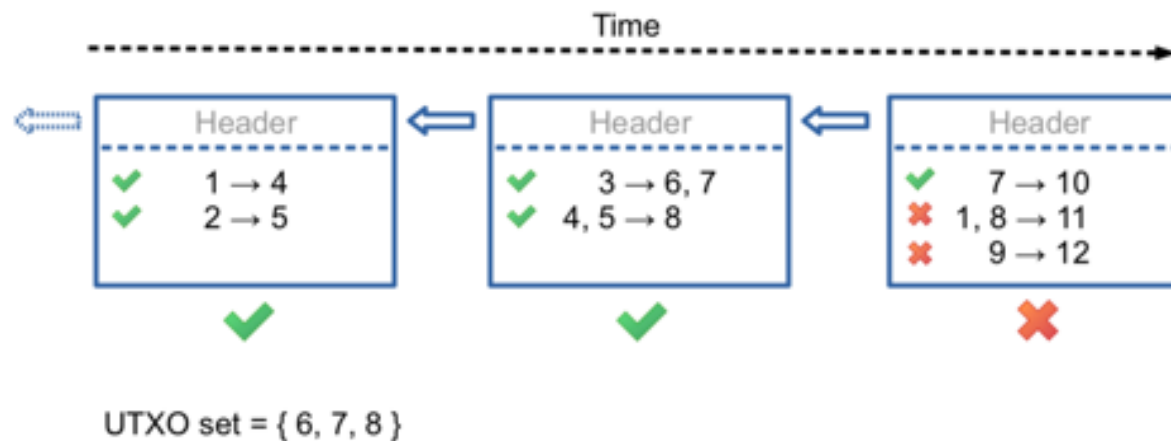 Time
Header
1 → 4
2 → 5
Header
3 → 6, 7
4, 5 → 8
Header
7 → 10
1, 8 → 11
9 → 12
UTXO set = { 6, 7, 8 }